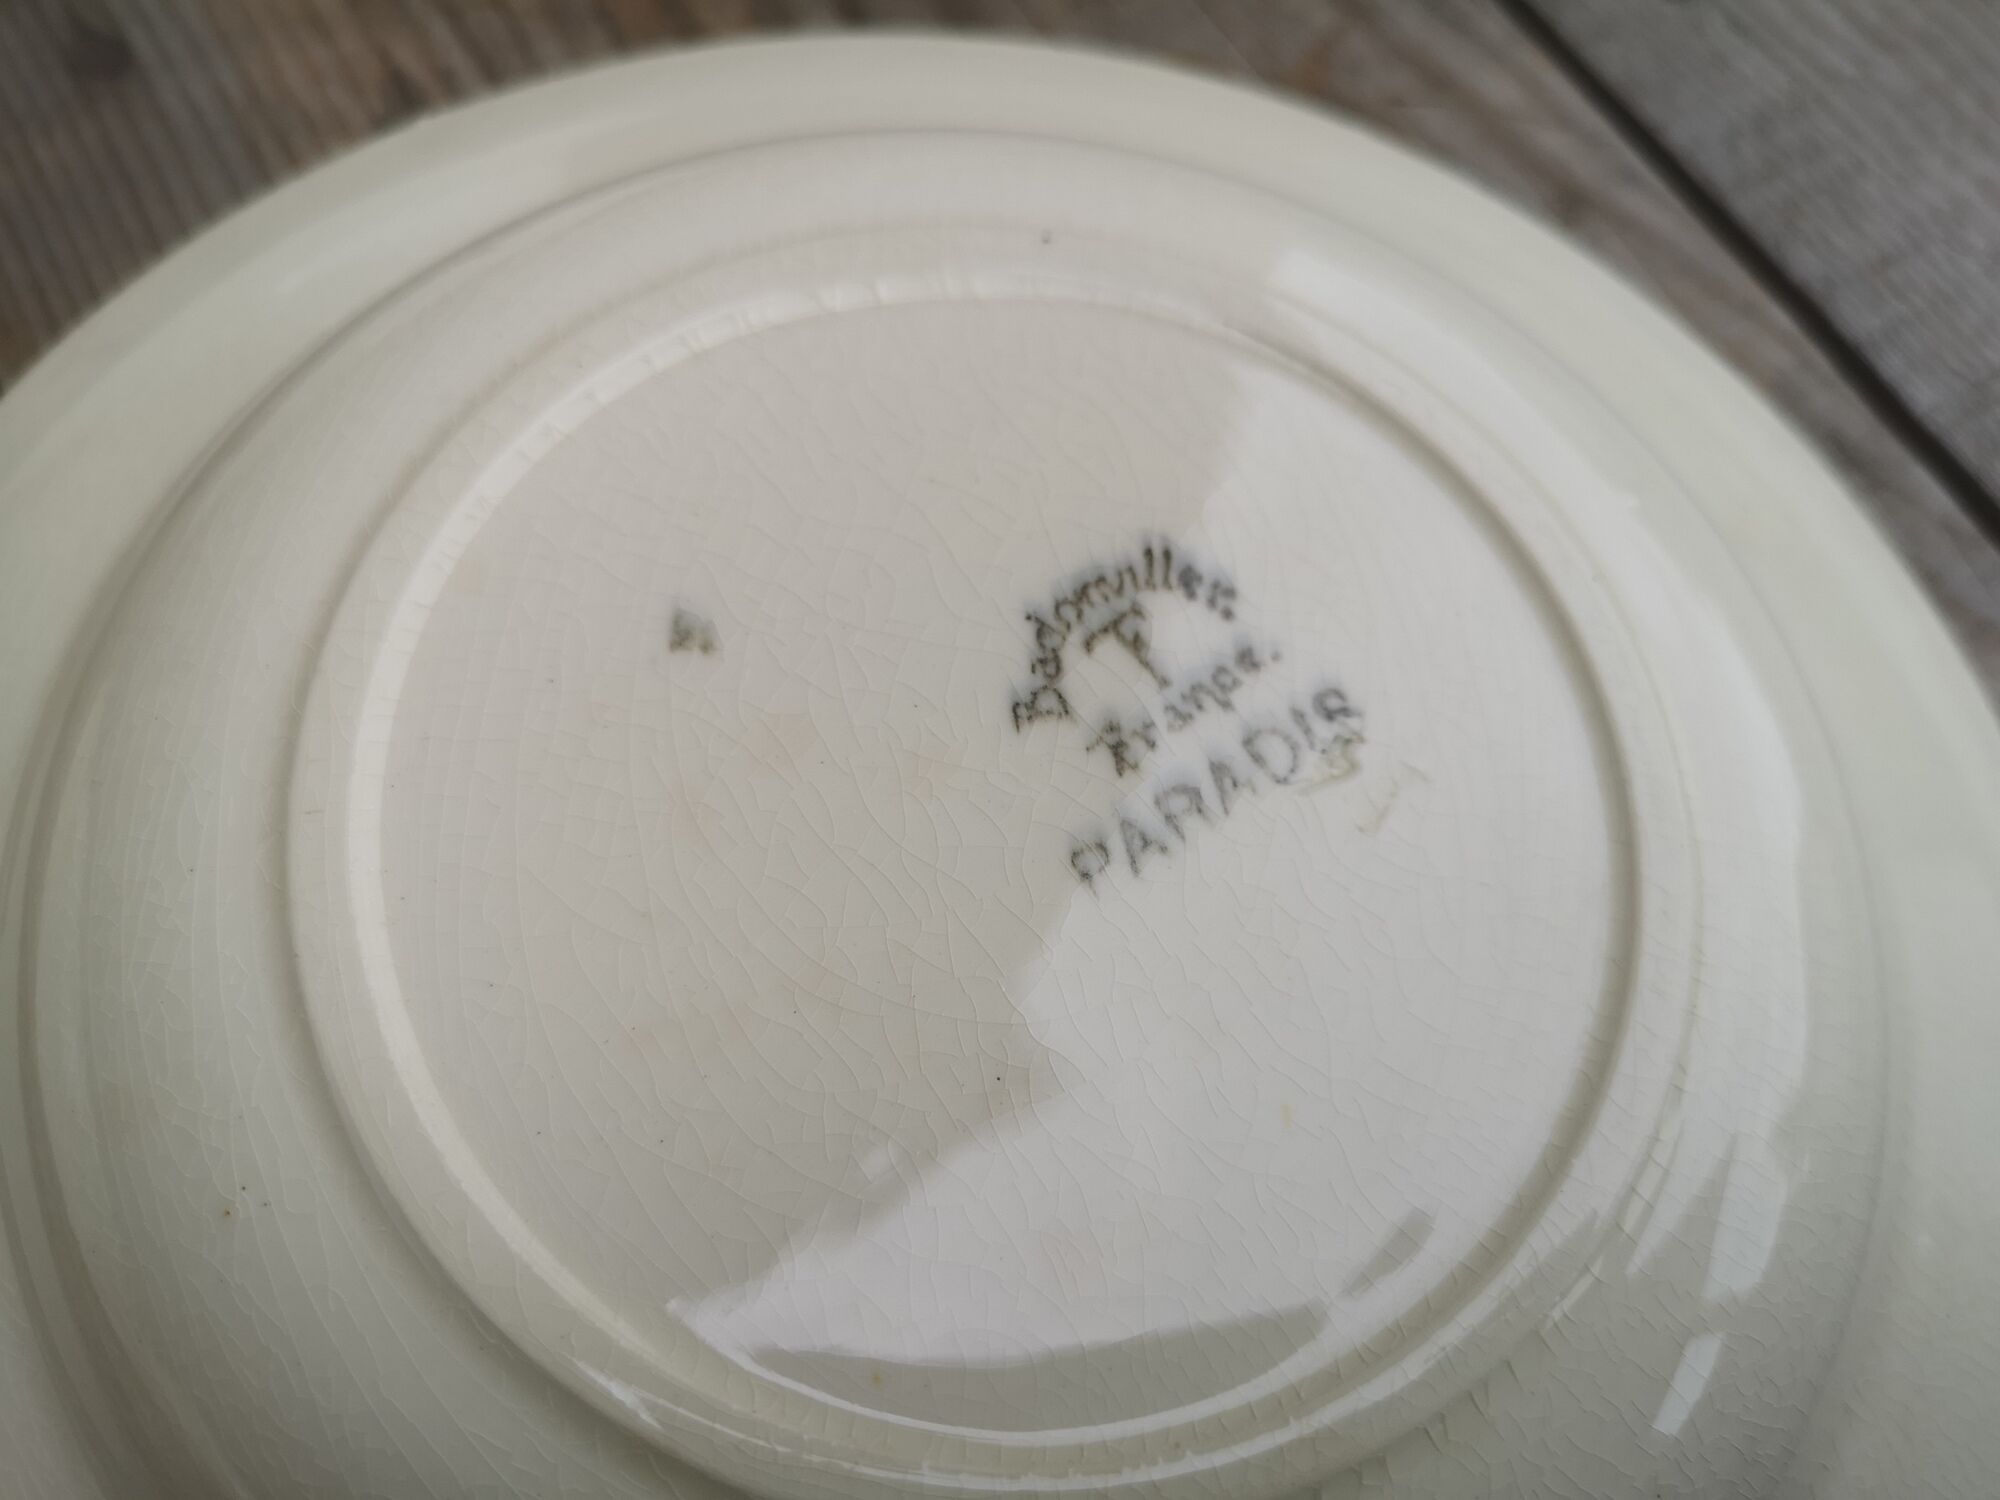 Badonviller.
F
France.
PARADIS